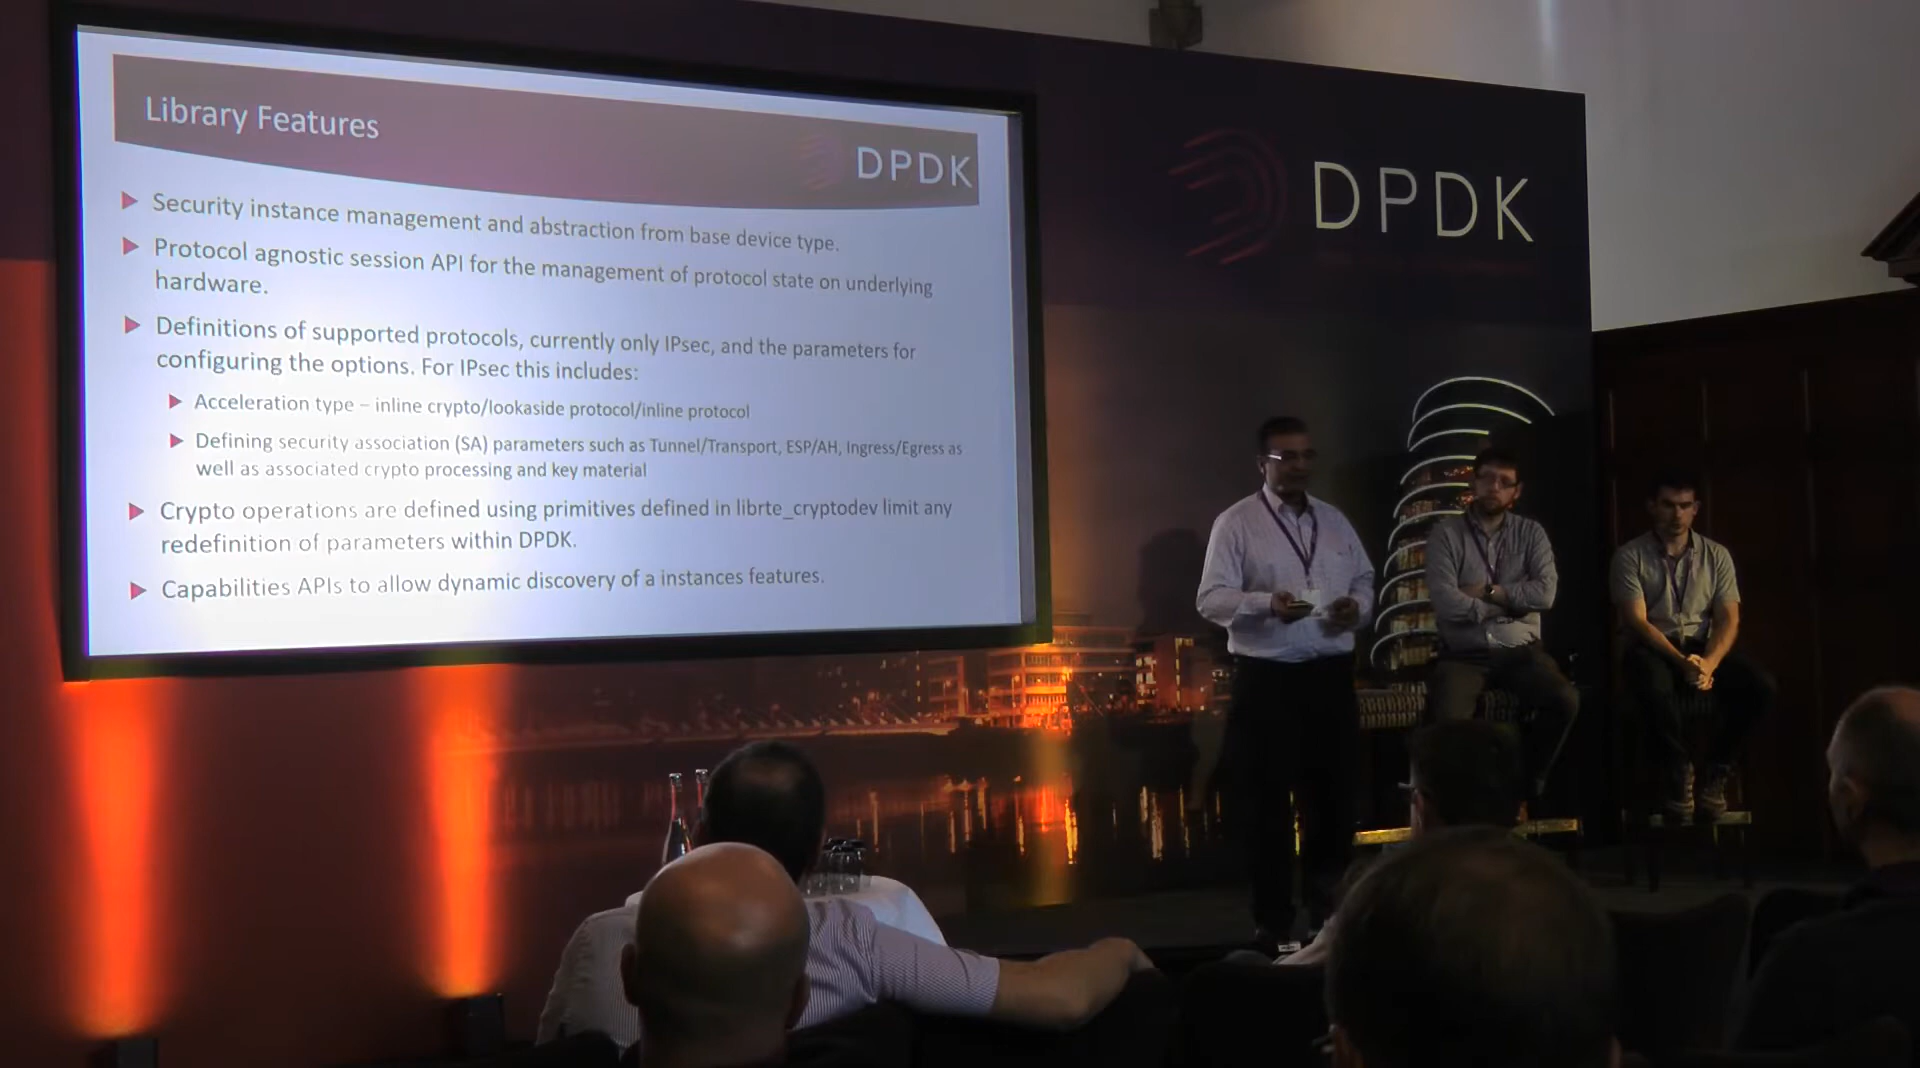 Library Features
DPDK
Security instance management and abstraction from base device type.
Protocol agnostic session API for the management of protocol state on underlying
hardware.
Definitions of supported protocols, currently only IPsec, and the parameters for
configuring the options. For IPsec this includes:
Acceleration type – inline crypto/lookaside protocol/inline protocol
Defining security association (SA) parameters such as Tunnel/Transport, ESP/AH, Ingress/Egress as
well as associated crypto processing and key material
Crypto operations are defined using primitives defined in librte_cryptodev limit any
redefinition of parameters within DPDK.
Capabilities APIs to allow dynamic discovery of a instances features.
DPDK